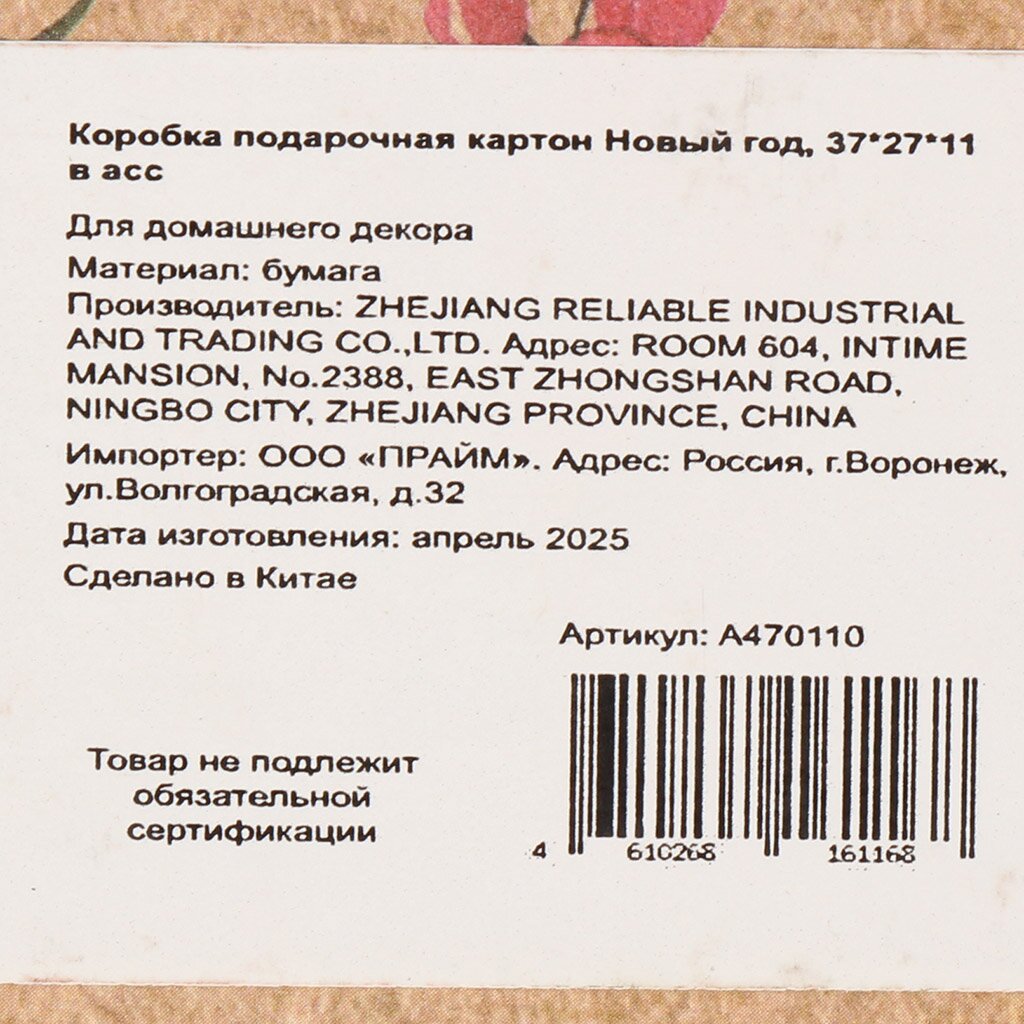 Коробка подарочная картон Новый год, 37*27*11
в асс
Для домашнего декора
Материал: бумага
Производитель: ZHEJIANG RELIABLE INDUSTRIAL
AND TRADING CO.,LTD. Адрес: ROOM 604, INTIME
MANSION, No.2388, EAST ZHONGSHAN ROAD,
NINGBO CITY, ZHEJIANG PROVINCE, CHINA
Импортер: ООО «ПРАЙМ». Адрес: Россия, г.Воронеж,
ул.Волгоградская, д.32
Дата изготовления: апрель 2025
Сделано в Китае
Артикул: А470110
Товар не подлежит
обязательной
сертификации
4 610268 161168